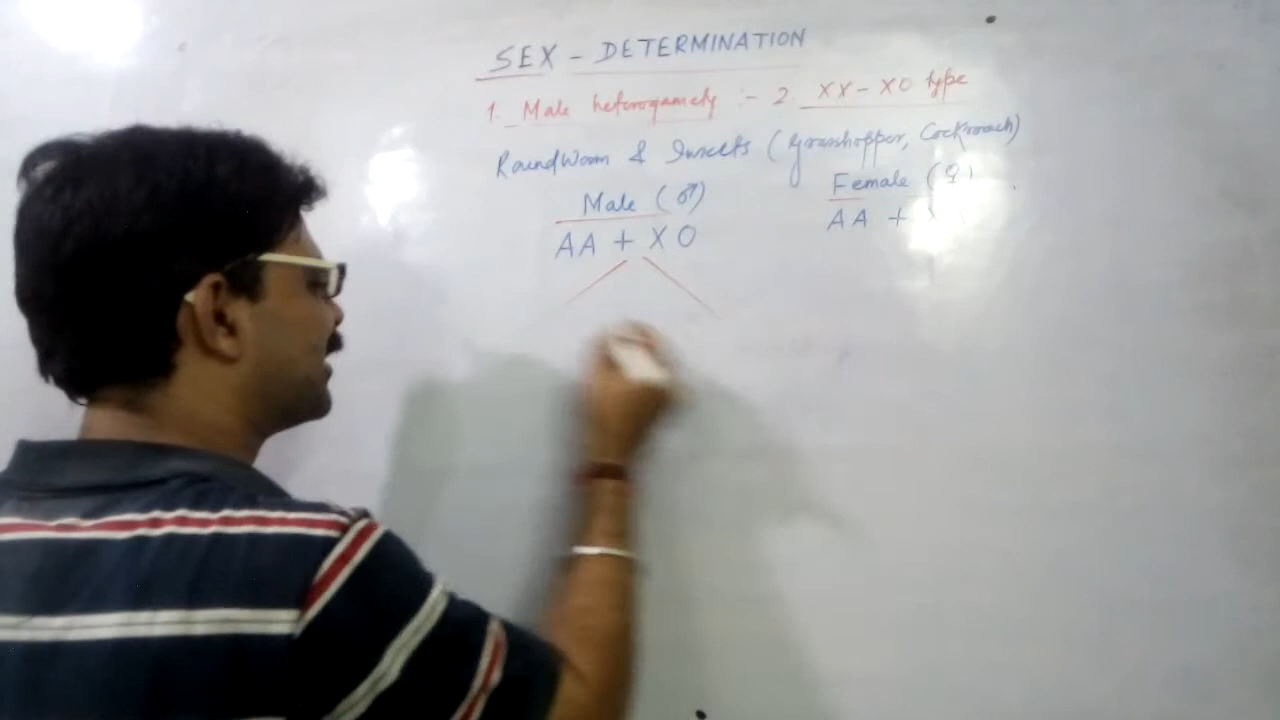 SEX - DETERMINATION
1. Male heterogamety :- 2. XX - XO type
RoundWorm & Insects (Grasshopper, Cockroach)
Male (♂) Female (♀)
AA + XO AA +